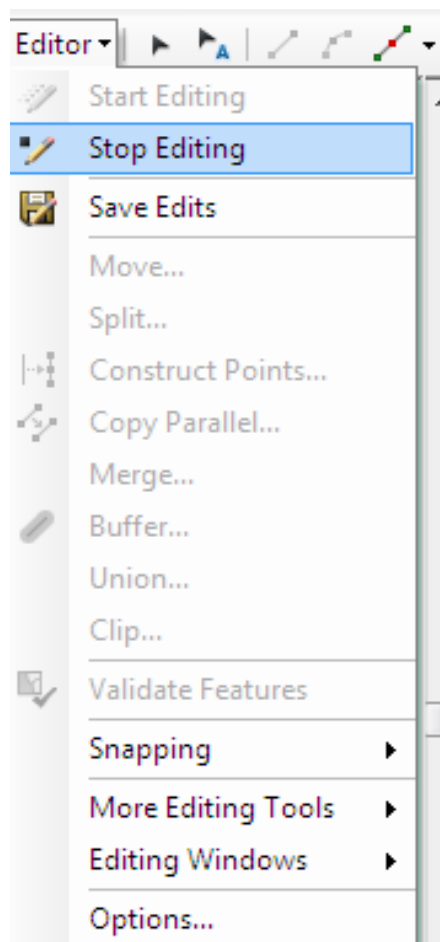 Editor
A
Start Editing
Stop Editing
Save Edits
Move...
Split...
Construct Points...
Copy Parallel...
Merge...
Buffer...
Union...
Clip...
Validate Features
Snapping
More Editing Tools
Editing Windows
Options...